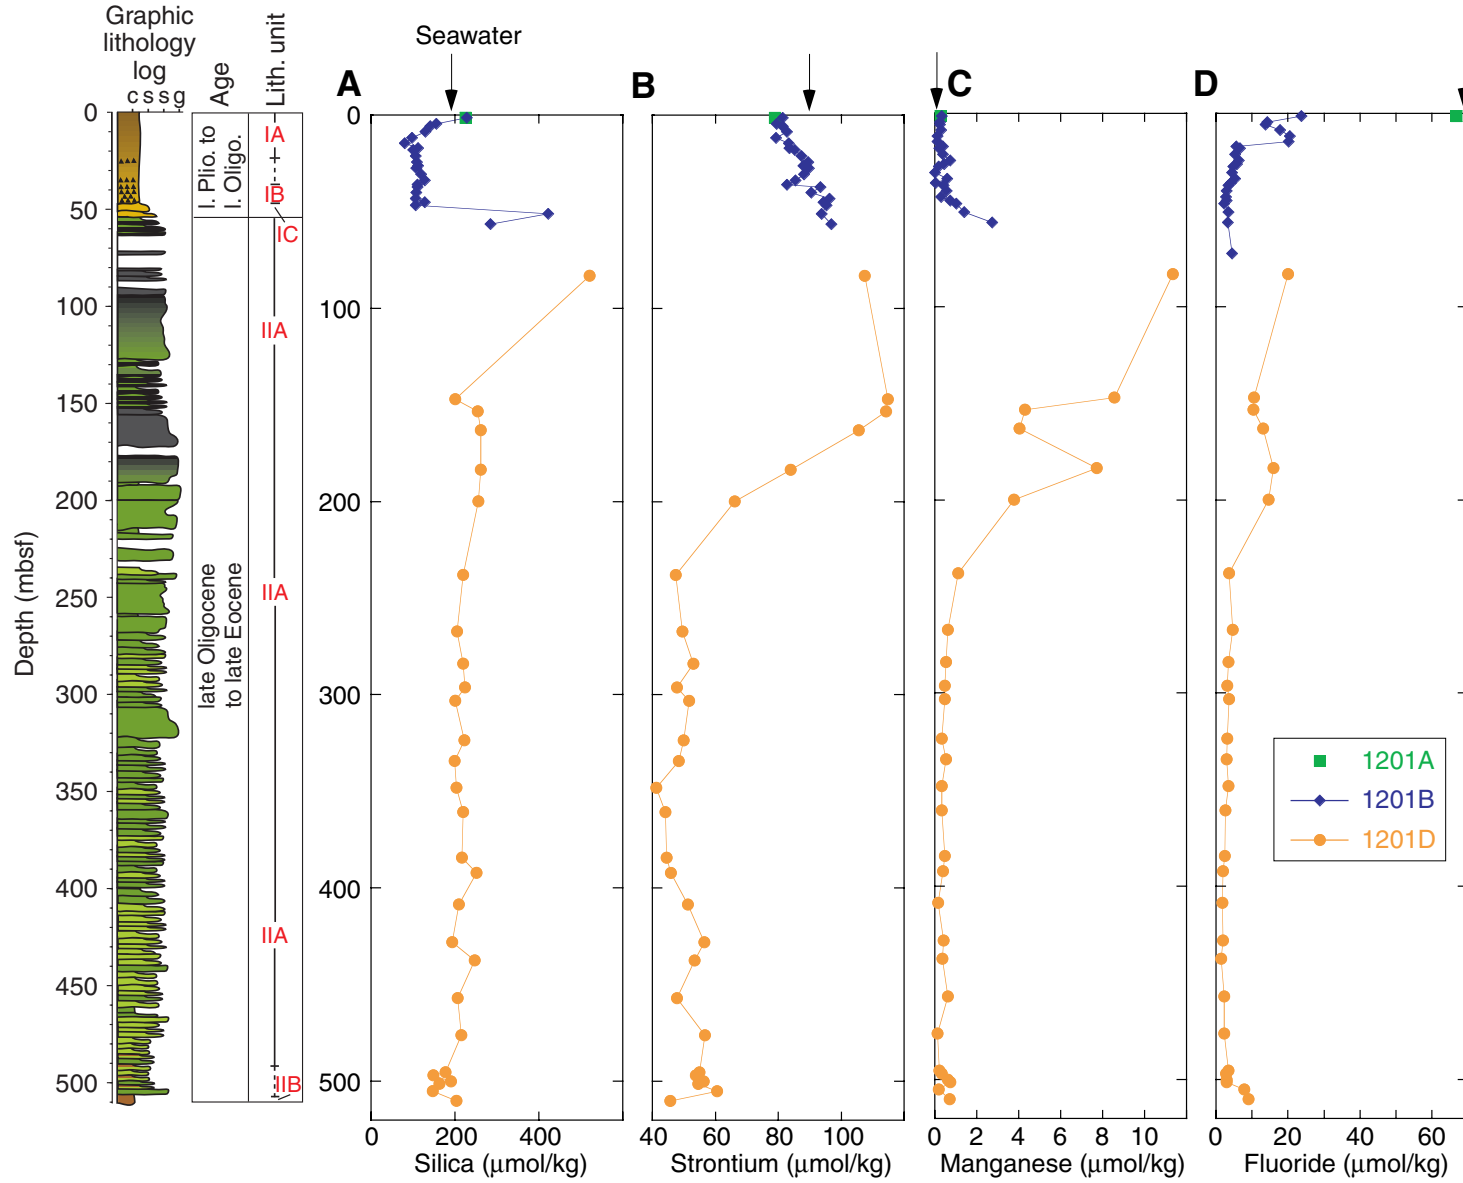 Graphic
lithology
log
c s s g
Age
Lith. unit
Seawater
A
B
C
D
0
50
100
150
200
250
300
350
400
450
500
Depth (mbsf)
l. Plio. to
l. Oligo.
late Oligocene
to late Eocene
IA
IB
IC
IIA
IIA
IIA
IIB
0
100
200
300
400
500
0 200 400
Silica (μmol/kg)
40 60 80 100
Strontium (μmol/kg)
0 2 4 6 8 10
Manganese (μmol/kg)
0 20 40 60
Fluoride (μmol/kg)
1201A
1201B
1201D